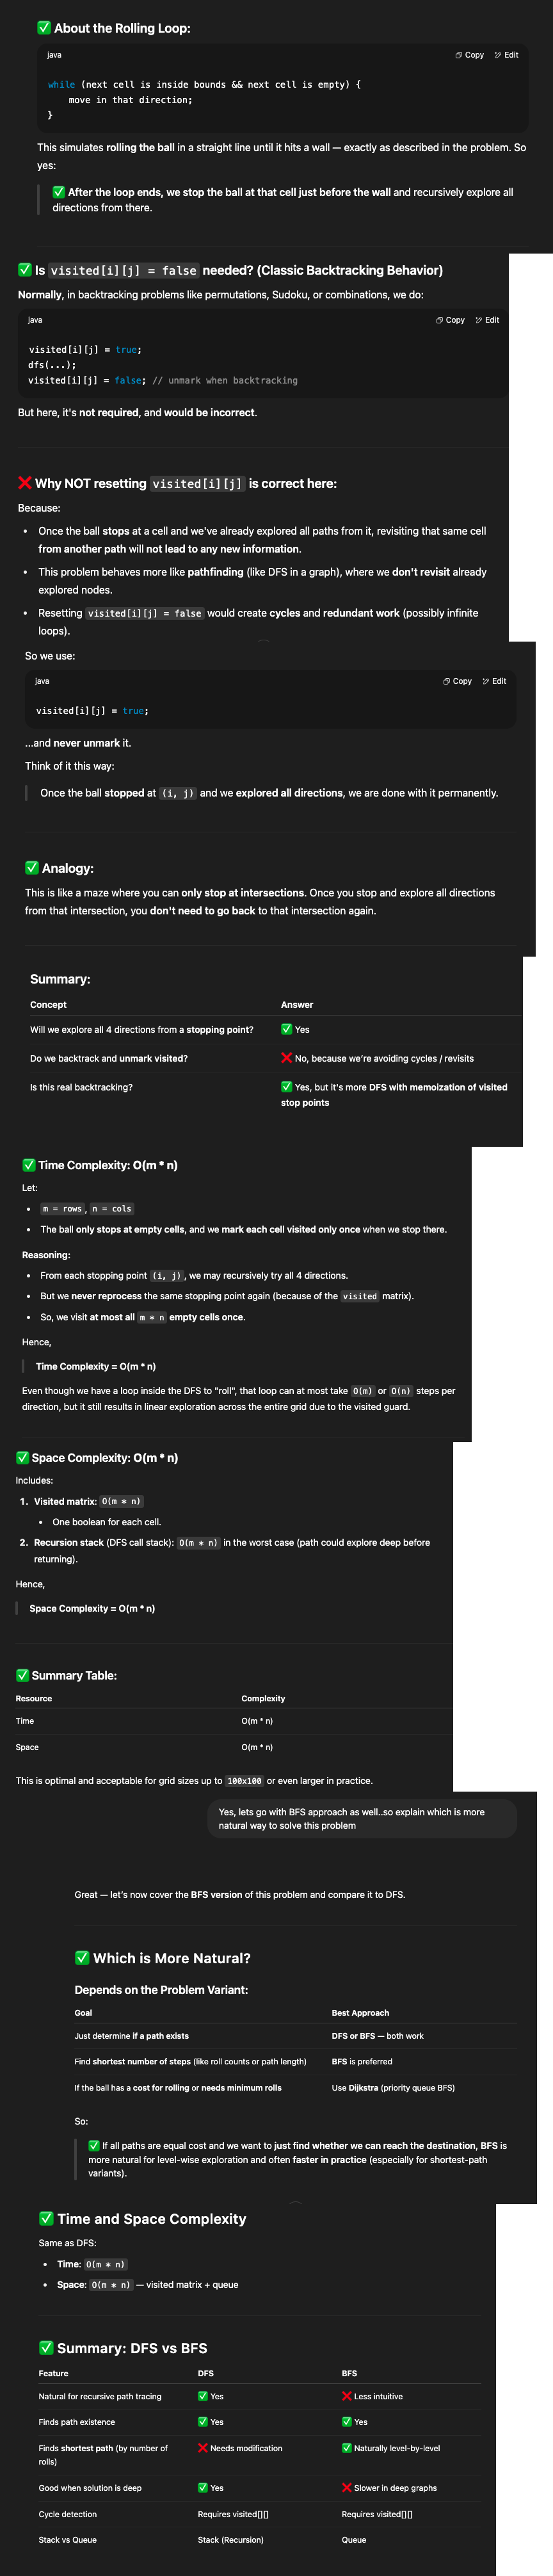 ✅ About the Rolling Loop:
java
Copy Edit
while (next cell is inside bounds && next cell is empty) {
move in that direction;
}
This simulates rolling the ball in a straight line until it hits a wall — exactly as described in the problem. So
yes:
✅ After the loop ends, we stop the ball at that cell just before the wall and recursively explore all
directions from there.
✅ Is visited[i][j] = false needed? (Classic Backtracking Behavior)
Normally, in backtracking problems like permutations, Sudoku, or combinations, we do:
java
Copy Edit
visited[i][j] = true;
dfs(...);
visited[i][j] = false; // unmark when backtracking
But here, it's not required, and would be incorrect.
❌ Why NOT resetting visited[i][j] is correct here:
Because:
• Once the ball stops at a cell and we've already explored all paths from it, revisiting that same cell
from another path will not lead to any new information.
• This problem behaves more like pathfinding (like DFS in a graph), where we don't revisit already
explored nodes.
• Resetting visited[i][j] = false would create cycles and redundant work (possibly infinite
loops).
So we use:
java
Copy Edit
visited[i][j] = true;
...and never unmark it.
Think of it this way:
Once the ball stopped at (i, j) and we explored all directions, we are done with it permanently.
✅ Analogy:
This is like a maze where you can only stop at intersections. Once you stop and explore all directions
from that intersection, you don't need to go back to that intersection again.
Summary:
Concept Answer
Will we explore all 4 directions from a stopping point? ✅ Yes
Do we backtrack and unmark visited? ❌ No, because we're avoiding cycles / revisits
Is this real backtracking? ✅ Yes, but it's more DFS with memoization of visited
stop points
✅ Time Complexity: O(m * n)
Let:
• m = rows, n = cols
• The ball only stops at empty cells, and we mark each cell visited only once when we stop there.
Reasoning:
• From each stopping point (i, j), we may recursively try all 4 directions.
• But we never reprocess the same stopping point again (because of the visited matrix).
• So, we visit at most all m * n empty cells once.
Hence,
Time Complexity = O(m * n)
Even though we have a loop inside the DFS to "roll", that loop can at most take O(m) or O(n) steps per
direction, but it still results in linear exploration across the entire grid due to the visited guard.
✅ Space Complexity: O(m * n)
Includes:
1. Visited matrix: O(m * n)
• One boolean for each cell.
2. Recursion stack (DFS call stack): O(m * n) in the worst case (path could explore deep before
returning).
Hence,
Space Complexity = O(m * n)
✅ Summary Table:
Resource Complexity
Time O(m * n)
Space O(m * n)
This is optimal and acceptable for grid sizes up to 100x100 or even larger in practice.
Yes, lets go with BFS approach as well..so explain which is more
natural way to solve this problem
Great — let's now cover the BFS version of this problem and compare it to DFS.
✅ Which is More Natural?
Depends on the Problem Variant:
Goal Best Approach
Just determine if a path exists DFS or BFS — both work
Find shortest number of steps (like roll counts or path length) BFS is preferred
If the ball has a cost for rolling or needs minimum rolls Use Dijkstra (priority queue BFS)
So:
✅ If all paths are equal cost and we want to just find whether we can reach the destination, BFS is
more natural for level-wise exploration and often faster in practice (especially for shortest-path
variants).
✅ Time and Space Complexity
Same as DFS:
• Time: O(m * n)
• Space: O(m * n) — visited matrix + queue
✅ Summary: DFS vs BFS
Feature DFS BFS
Natural for recursive path tracing ✅ Yes ❌ Less intuitive
Finds path existence ✅ Yes ✅ Yes
Finds shortest path (by number of ❌ Needs modification ✅ Naturally level-by-level
rolls)
Good when solution is deep ✅ Yes ❌ Slower in deep graphs
Cycle detection Requires visited[][] Requires visited[][]
Stack vs Queue Stack (Recursion) Queue